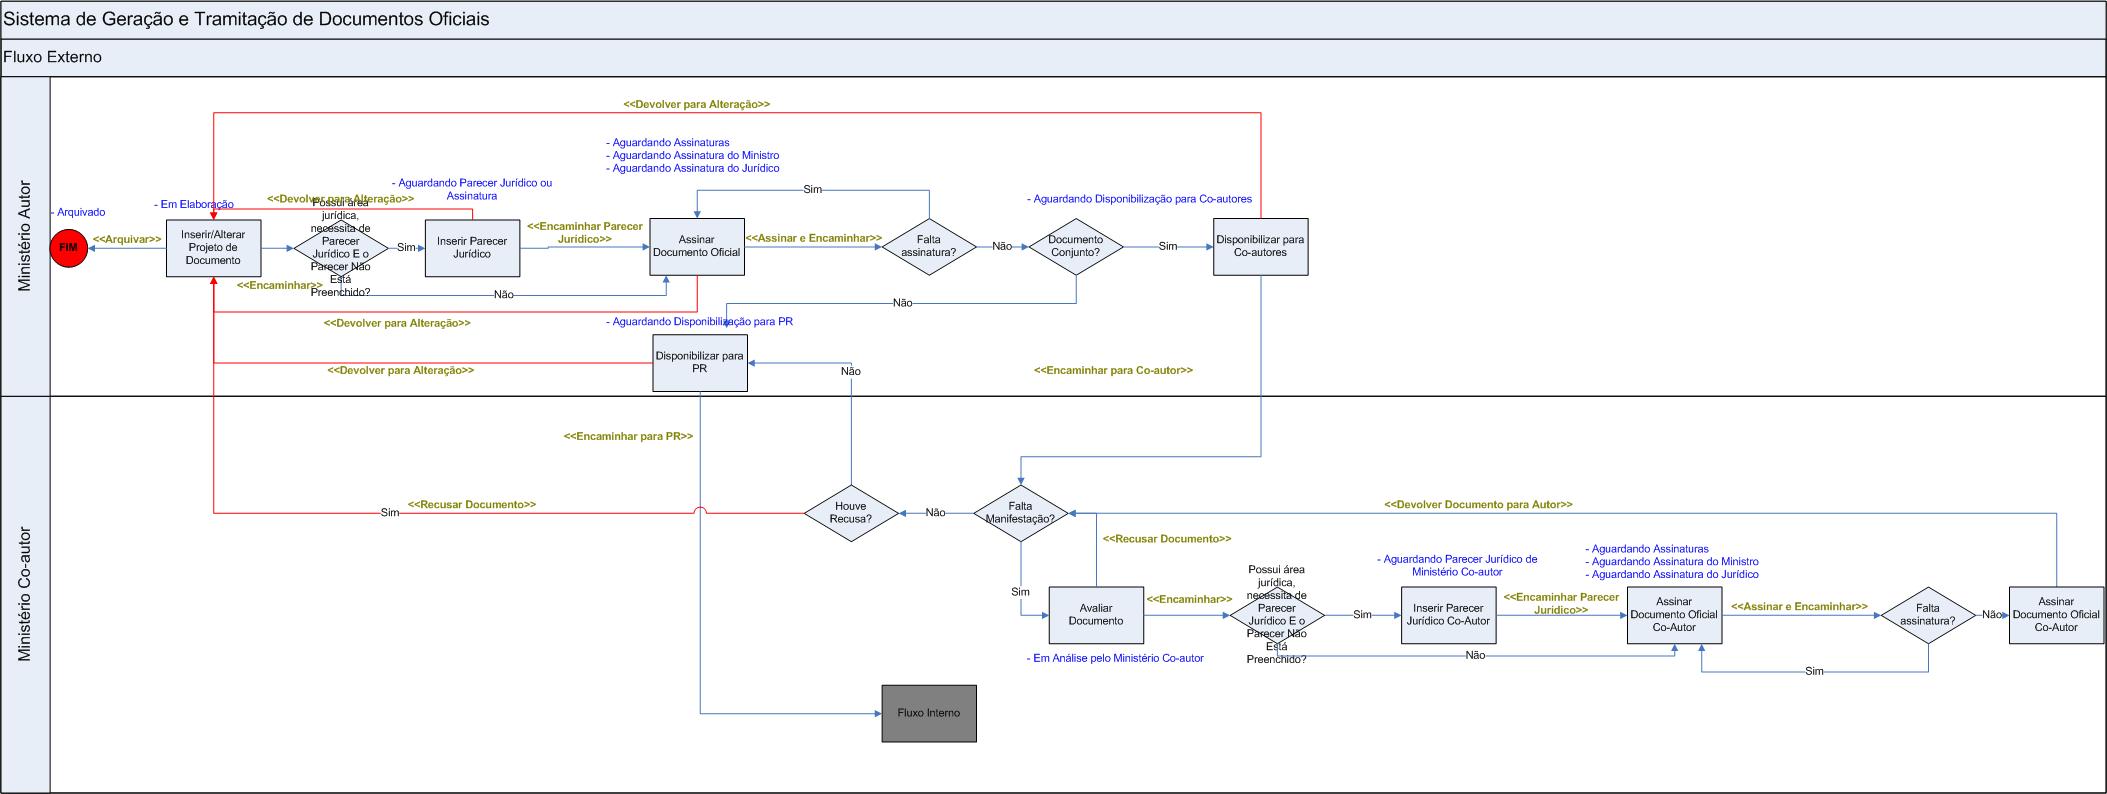 Sistema de Geração e Tramitação de Documentos Oficiais
Fluxo Externo
Ministério Autor
<<Devolver para Alteração>>
- Aguardando Assinaturas
- Aguardando Assinatura do Ministro
- Aguardando Assinatura do Jurídico
- Aguardando Parecer Jurídico ou
Assinatura
Sim
- Aguardando Disponibilização para Co-autores
- Arquivado
- Em Elaboração
<<Devolver para Alteração>>
FIM
<<Arquivar>>
Inserir/Alterar
Projeto de
Documento
<<Encaminhar>>
Possui área
jurídica,
necessita de
Parecer
Jurídico E o
Parecer Não
Está
Preenchido?
Sim
Inserir Parecer
Jurídico
<<Encaminhar Parecer
Jurídico>>
Assinar
Documento Oficial
<<Assinar e Encaminhar>>
Falta
assinatura?
Não
Documento
Conjunto?
Sim
Disponibilizar para
Co-autores
Não
Não
<<Devolver para Alteração>>
- Aguardando Disponibilização para PR
Disponibilizar para
PR
<<Devolver para Alteração>>
Não
<<Encaminhar para Co-autor>>
Ministério Co-autor
<<Encaminhar para PR>>
<<Recusar Documento>>
Sim
Houve
Recusa?
Não
Falta
Manifestação?
<<Devolver Documento para Autor>>
<<Recusar Documento>>
Sim
Avaliar
Documento
- Em Análise pelo Ministério Co-autor
<<Encaminhar>>
Possui área
jurídica,
necessita de
Parecer
Jurídico E o
Parecer Não
Está
Preenchido?
Sim
- Aguardando Parecer Jurídico de
Ministério Co-autor
Inserir Parecer
Jurídico Co-Autor
<<Encaminhar Parecer
Jurídico>>
- Aguardando Assinaturas
- Aguardando Assinatura do Ministro
- Aguardando Assinatura do Jurídico
Assinar
Documento Oficial
Co-Autor
<<Assinar e Encaminhar>>
Falta
assinatura?
Não
Assinar
Documento Oficial
Co-Autor
Não
Sim
Fluxo Interno